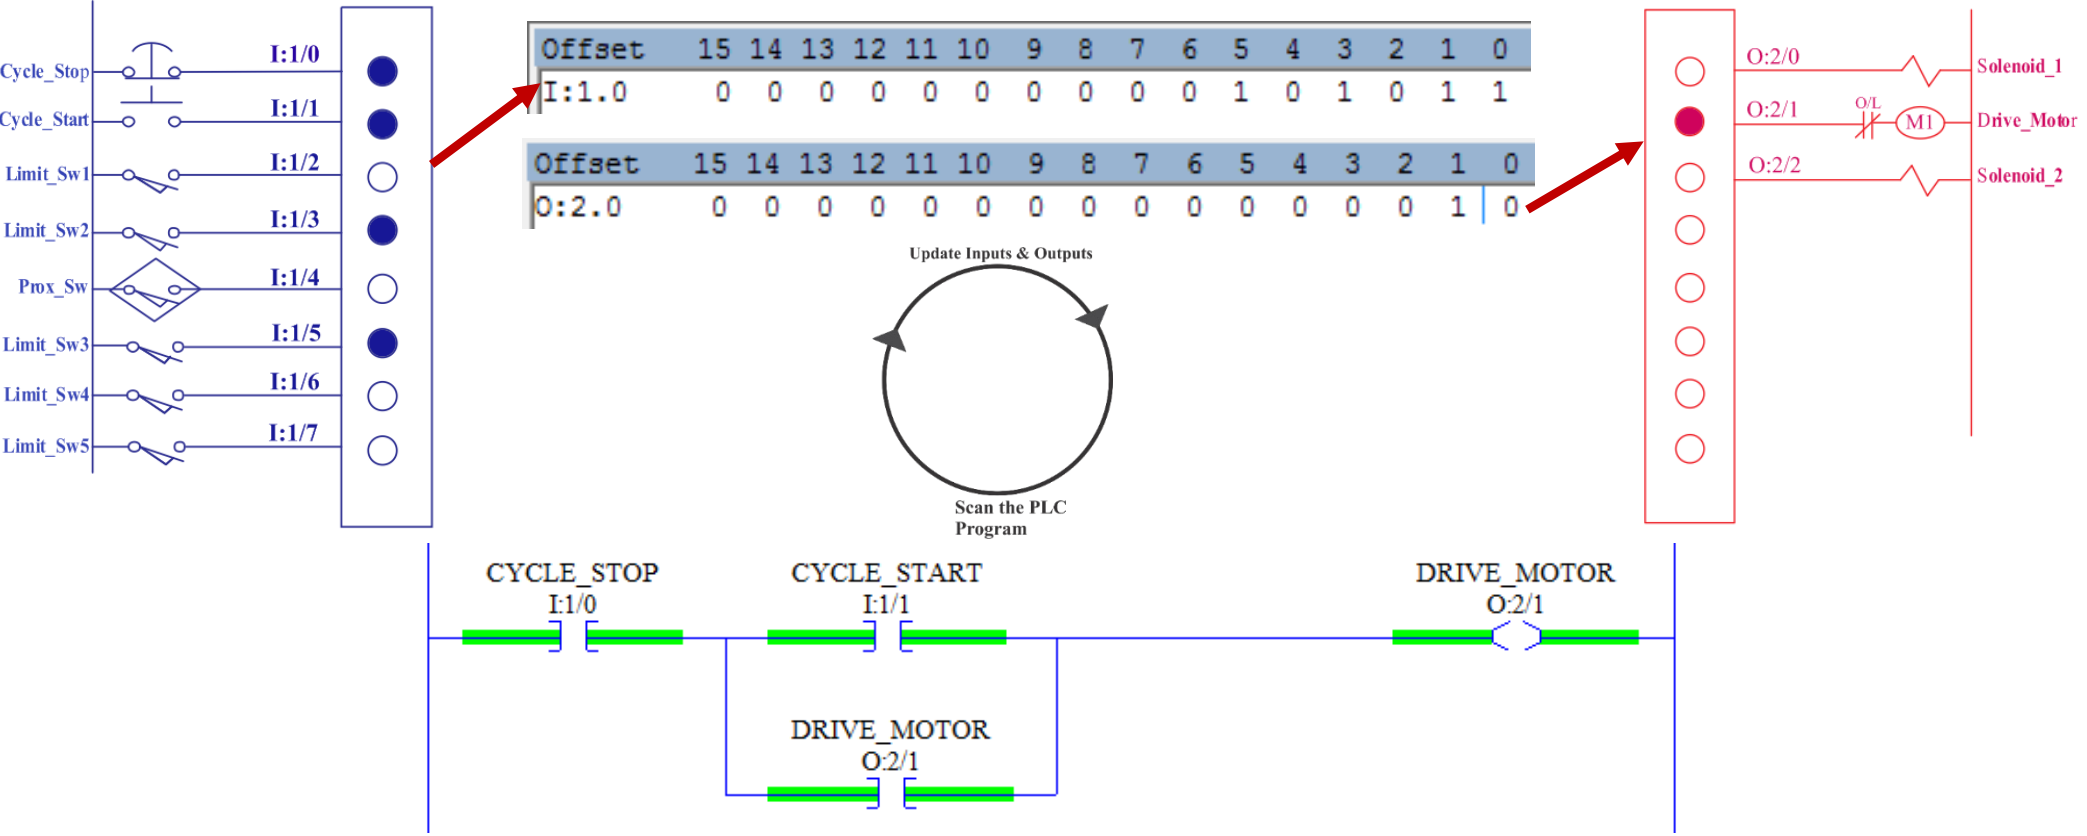 Cycle_Stop I:1/0
Cycle_Start I:1/1
Limit_Sw1 I:1/2
Limit_Sw2 I:1/3
Prox_Sw I:1/4
Limit_Sw3 I:1/5
Limit_Sw4 I:1/6
Limit_Sw5 I:1/7
Offset 15 14 13 12 11 10 9 8 7 6 5 4 3 2 1 0
I:1.0 0 0 0 0 0 0 0 0 0 0 1 0 1 0 1 1
Offset 15 14 13 12 11 10 9 8 7 6 5 4 3 2 1 0
O:2.0 0 0 0 0 0 0 0 0 0 0 0 0 0 0 1 0
Update Inputs & Outputs
Scan the PLC
Program
O:2/0 Solenoid_1
O:2/1 O/L M1 Drive_Motor
O:2/2 Solenoid_2
CYCLE_STOP CYCLE_START DRIVE_MOTOR
I:1/0 I:1/1 O:2/1
DRIVE_MOTOR
O:2/1